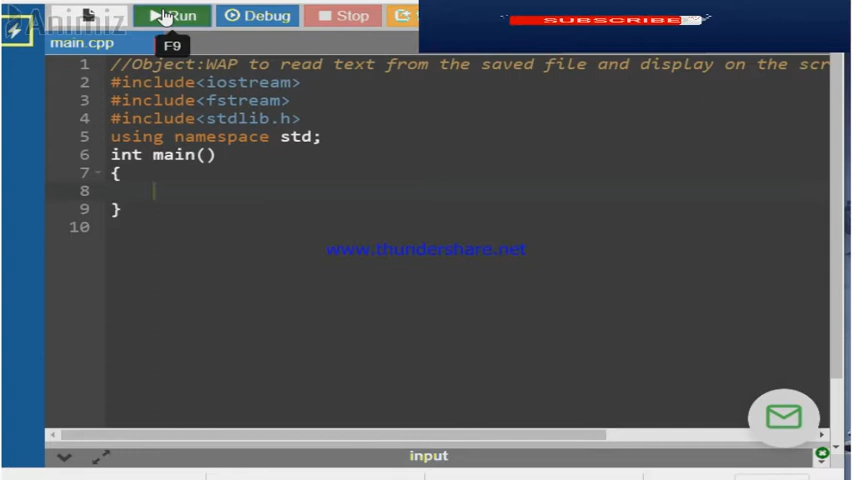 Animiz
Run
Debug
Stop
SUBSCRIBE
main.cpp
F9
1 //Object:WAP to read text from the saved file and display on the scr
2 #include<iostream>
3 #include<fstream>
4 #include<stdlib.h>
5 using namespace std;
6 int main()
7 {
8
9 }
10
www.thundershare.net
input